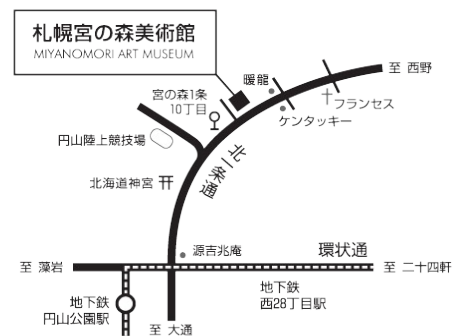 札幌宮の森美術館
MIYANOMORI ART MUSEUM
至 西野
暖龍
宮の森1条
10丁目
フランセス
ケンタッキー
円山陸上競技場
北一条通
北海道神宮
源吉兆庵
環状通
至 藻岩
至 二十四軒
地下鉄
円山公園駅
地下鉄
西28丁目駅
至 大通